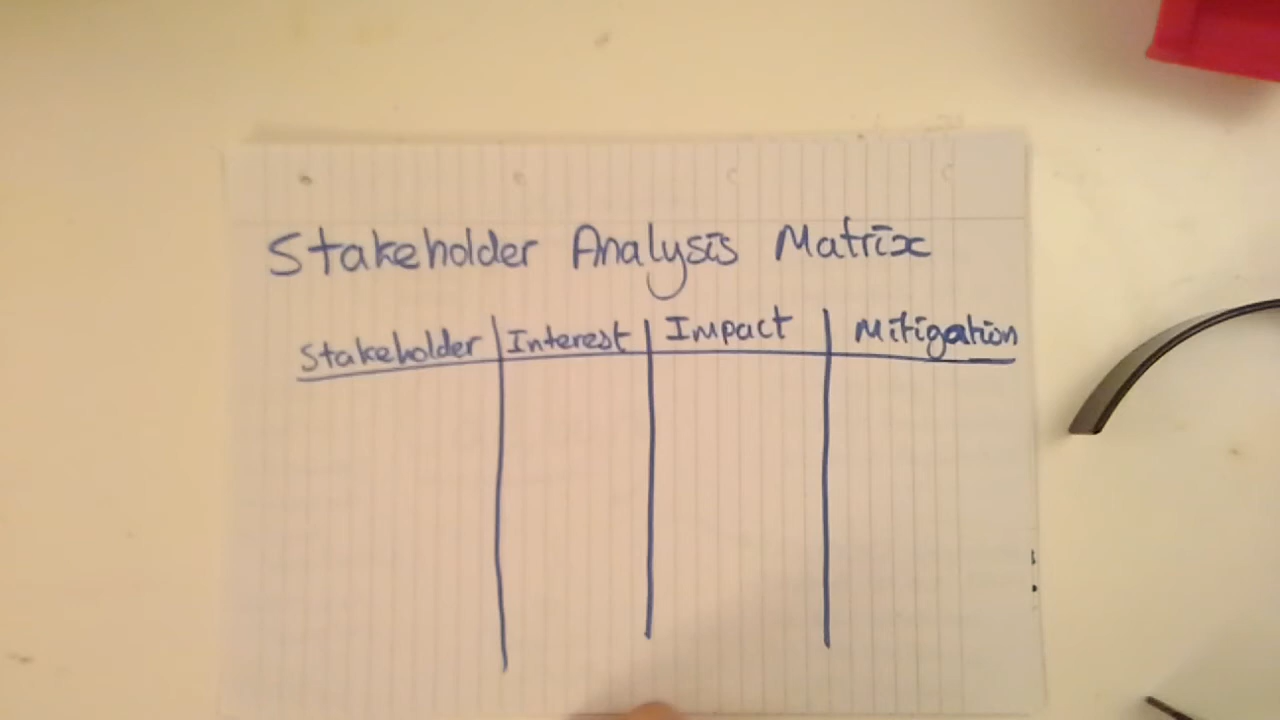 Stakeholder Analysis Matrix
Stakeholder Interest Impact Mitigation